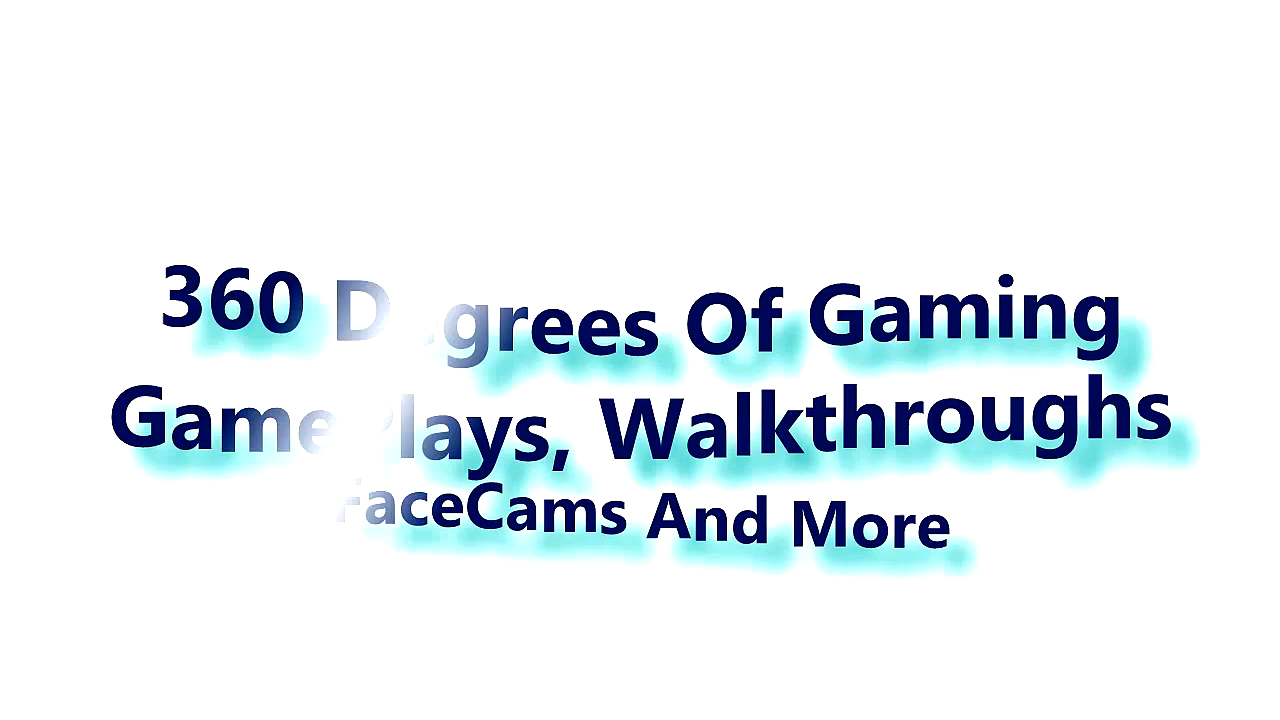 360 Degrees Of Gaming
GamePlays, Walkthroughs
FaceCams And More